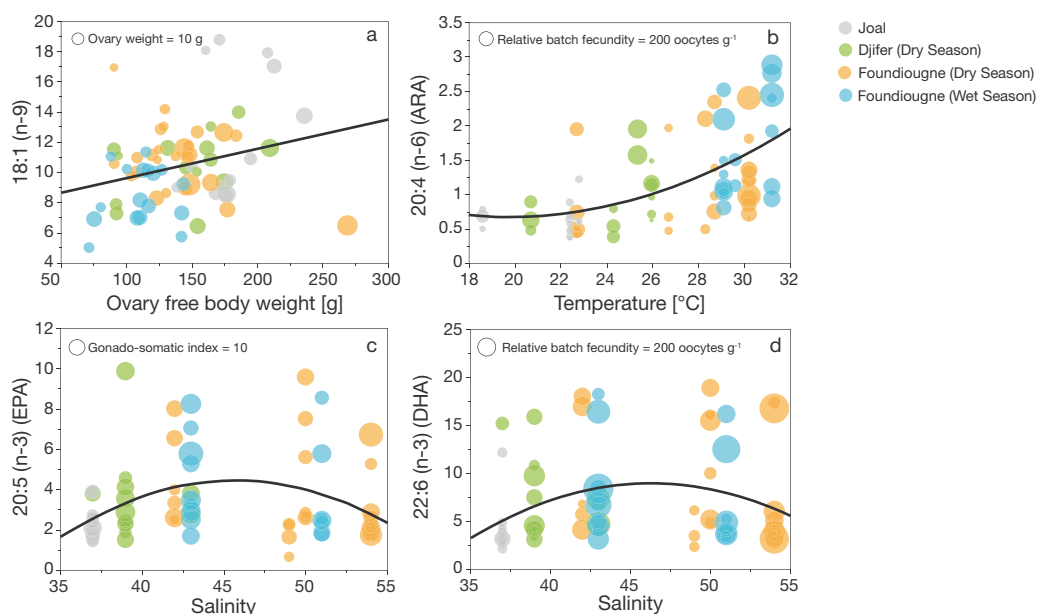 Ovary weight = 10 g
a
18:1 (n-9)
20
18
16
14
12
10
8
6
4
50
100
150
200
250
300
Ovary free body weight [g]
Relative batch fecundity = 200 oocytes g⁻¹
b
20:4 (n-6) (ARA)
3.5
3
2.5
2
1.5
1
0.5
0
18
20
22
24
26
28
30
32
Temperature [°C]
Joal
Djifer (Dry Season)
Foundiougne (Dry Season)
Foundiougne (Wet Season)
Gonado-somatic index = 10
c
20:5 (n-3) (EPA)
12
10
8
6
4
2
0
35
40
45
50
55
Salinity
Relative batch fecundity = 200 oocytes g⁻¹
d
22:6 (n-3) (DHA)
25
20
15
10
5
0
35
40
45
50
55
Salinity